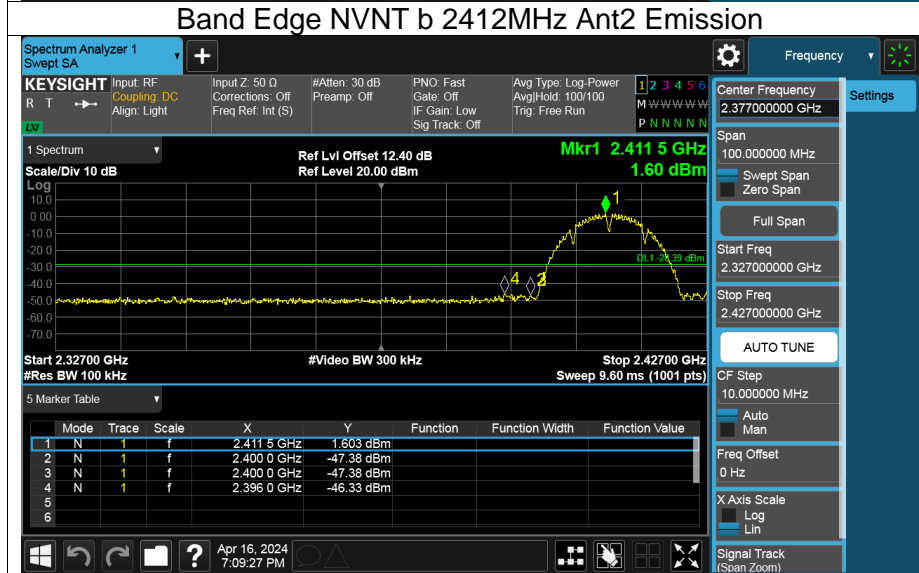 Band Edge NVNT b 2412MHz Ant2 Emission
Spectrum Analyzer 1
Swept SA
+
Frequency
KEYSIGHT
R T
LXI
Input: RF
Coupling: DC
Align: Light
Input Z: 50 Ω
Corrections: Off
Freq Ref: Int (S)
#Atten: 30 dB
Preamp: Off
PNO: Fast
Gate: Off
IF Gain: Low
Sig Track: Off
Avg Type: Log-Power
Avg|Hold: 100/100
Trig: Free Run
1 2 3 4 5 6
M W W W W W
P N N N N N
1 Spectrum
Scale/Div 10 dB
Ref Lvl Offset 12.40 dB
Ref Level 20.00 dBm
Mkr1 2.411 5 GHz
1.60 dBm
Log
10.0
0.00
-10.0
-20.0
-30.0
-40.0
-50.0
-60.0
-70.0
1
4
2
Start 2.32700 GHz
#Res BW 100 kHz
#Video BW 300 kHz
Stop 2.42700 GHz
Sweep 9.60 ms (1001 pts)
5 Marker Table
Mode Trace Scale X Y Function Function Width Function Value
1 N 1 f 2.411 5 GHz 1.603 dBm
2 N 1 f 2.400 0 GHz -47.38 dBm
3 N 1 f 2.400 0 GHz -47.38 dBm
4 N 1 f 2.396 0 GHz -46.33 dBm
5
6
?
Apr 16, 2024
7:09:27 PM
Center Frequency
2.377000000 GHz
Settings
Span
100.000000 MHz
Swept Span
Zero Span
Full Span
Start Freq
2.327000000 GHz
Stop Freq
2.427000000 GHz
AUTO TUNE
CF Step
10.000000 MHz
Auto
Man
Freq Offset
0 Hz
X Axis Scale
Log
Lin
Signal Track
(Span Zoom)